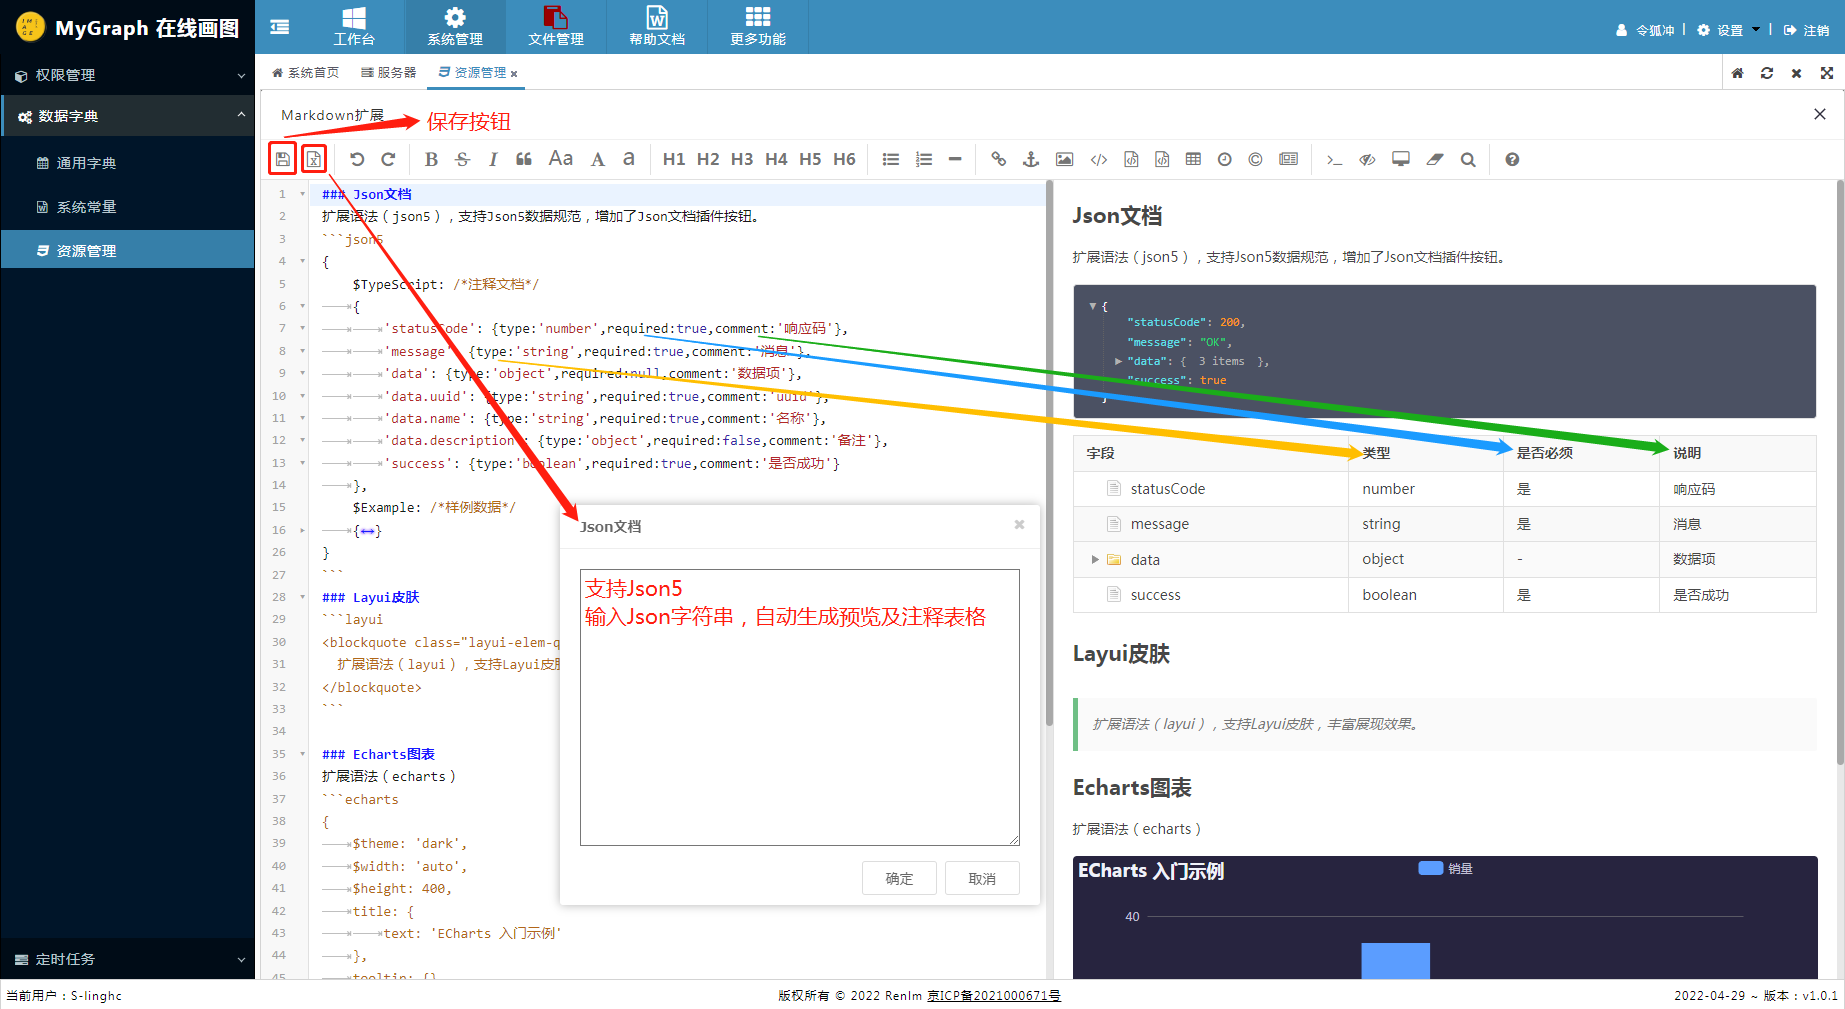 MyGraph 在线画图
工作台
系统管理
文件管理
帮助文档
更多功能
令狐冲
设置
注销
权限管理
数据字典
通用字典
系统常量
资源管理
定时任务
系统首页
服务器
资源管理
Markdown扩展
保存按钮
B S I Aa A a H1 H2 H3 H4 H5 H6
1 ### Json文档
2 扩展语法（json5），支持Json5数据规范，增加了Json文档插件按钮。
3 ```json5
4 {
5 $TypeScript: /*注释文档*/
6 {
7 'statusCode': {type:'number',required:true,comment:'响应码'},
8 'message': {type:'string',required:true,comment:'消息'},
9 'data': {type:'object',required:null,comment:'数据项'},
10 'data.uuid': {type:'string',required:true,comment:'uuid'},
11 'data.name': {type:'string',required:true,comment:'名称'},
12 'data.description': {type:'object',required:false,comment:'备注'},
13 'success': {type:'boolean',required:true,comment:'是否成功'}
14 },
15 $Example: /*样例数据*/
16 {↔}
26 }
27 ```
28 ### Layui皮肤
29 ```layui
30 <blockquote class="layui-elem-q
31 扩展语法（layui），支持Layui皮肤
32 </blockquote>
33 ```
34
35 ### Echarts图表
36 扩展语法（echarts）
37 ```echarts
38 {
39 $theme: 'dark',
40 $width: 'auto',
41 $height: 400,
42 title: {
43 text: 'ECharts 入门示例'
44 },
45 tooltip: {}
Json文档
支持Json5
输入Json字符串，自动生成预览及注释表格
确定
取消
Json文档
扩展语法（json5），支持Json5数据规范，增加了Json文档插件按钮。
{
"statusCode": 200,
"message": "OK",
"data": { 3 items },
"success": true
}
字段 类型 是否必须 说明
statusCode number 是 响应码
message string 是 消息
data object - 数据项
success boolean 是 是否成功
Layui皮肤
扩展语法（layui），支持Layui皮肤，丰富展现效果。
Echarts图表
扩展语法（echarts）
ECharts 入门示例
销量
40
当前用户：S-linghc
版权所有 © 2022 Renlm 京ICP备2021000671号
2022-04-29 ~ 版本：v1.0.1